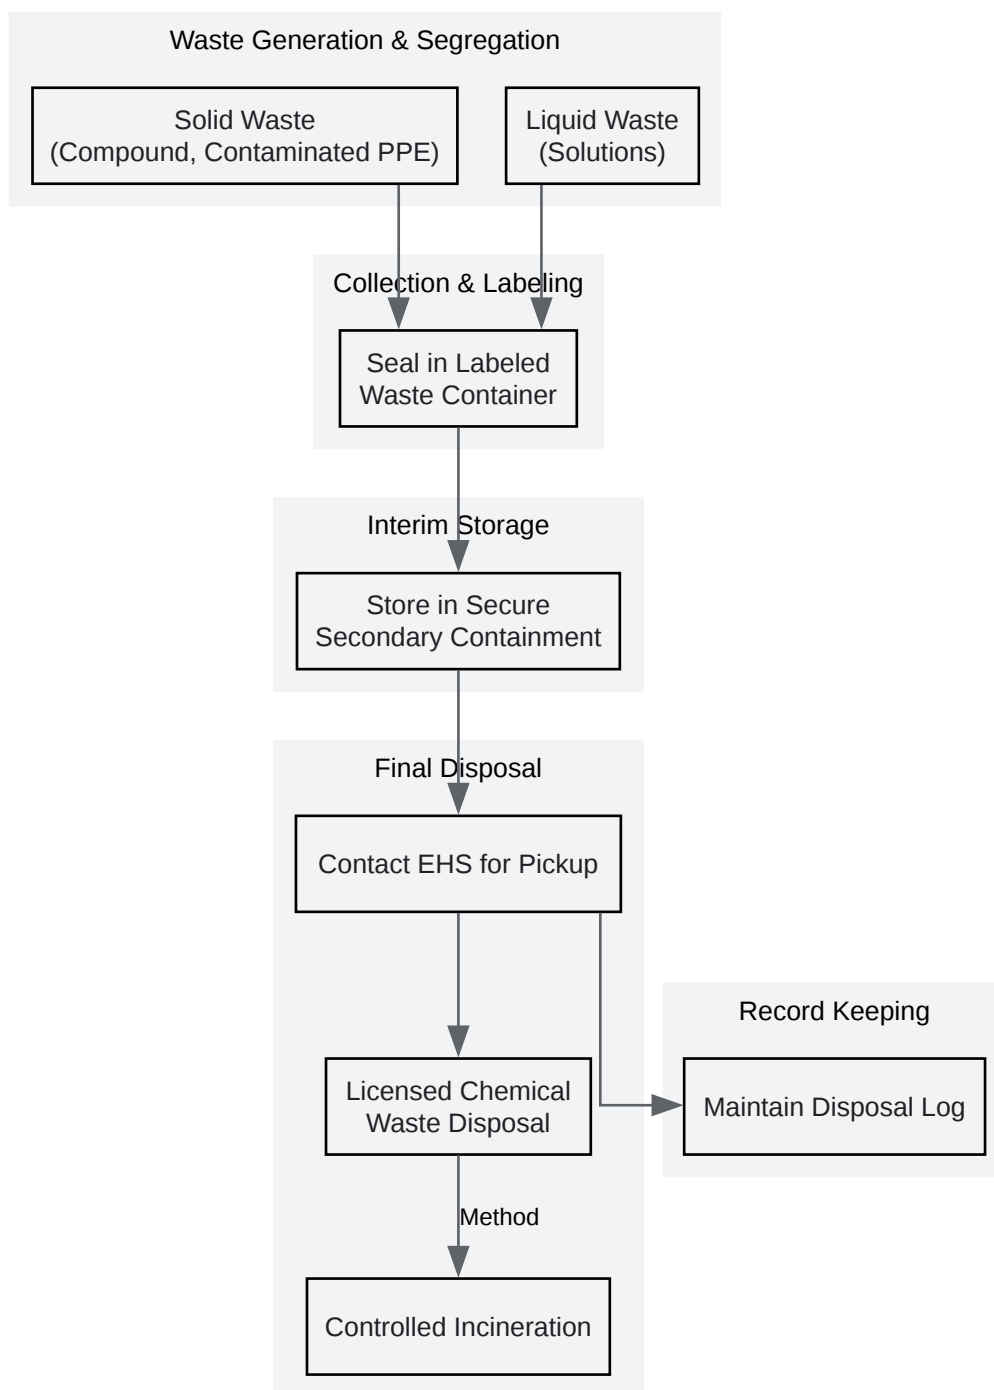 Waste Generation & Segregation
Solid Waste
(Compound, Contaminated PPE)
Liquid Waste
(Solutions)
Collection & Labeling
Seal in Labeled
Waste Container
Interim Storage
Store in Secure
Secondary Containment
Final Disposal
Contact EHS for Pickup
Record Keeping
Licensed Chemical
Waste Disposal
Maintain Disposal Log
Method
Controlled Incineration